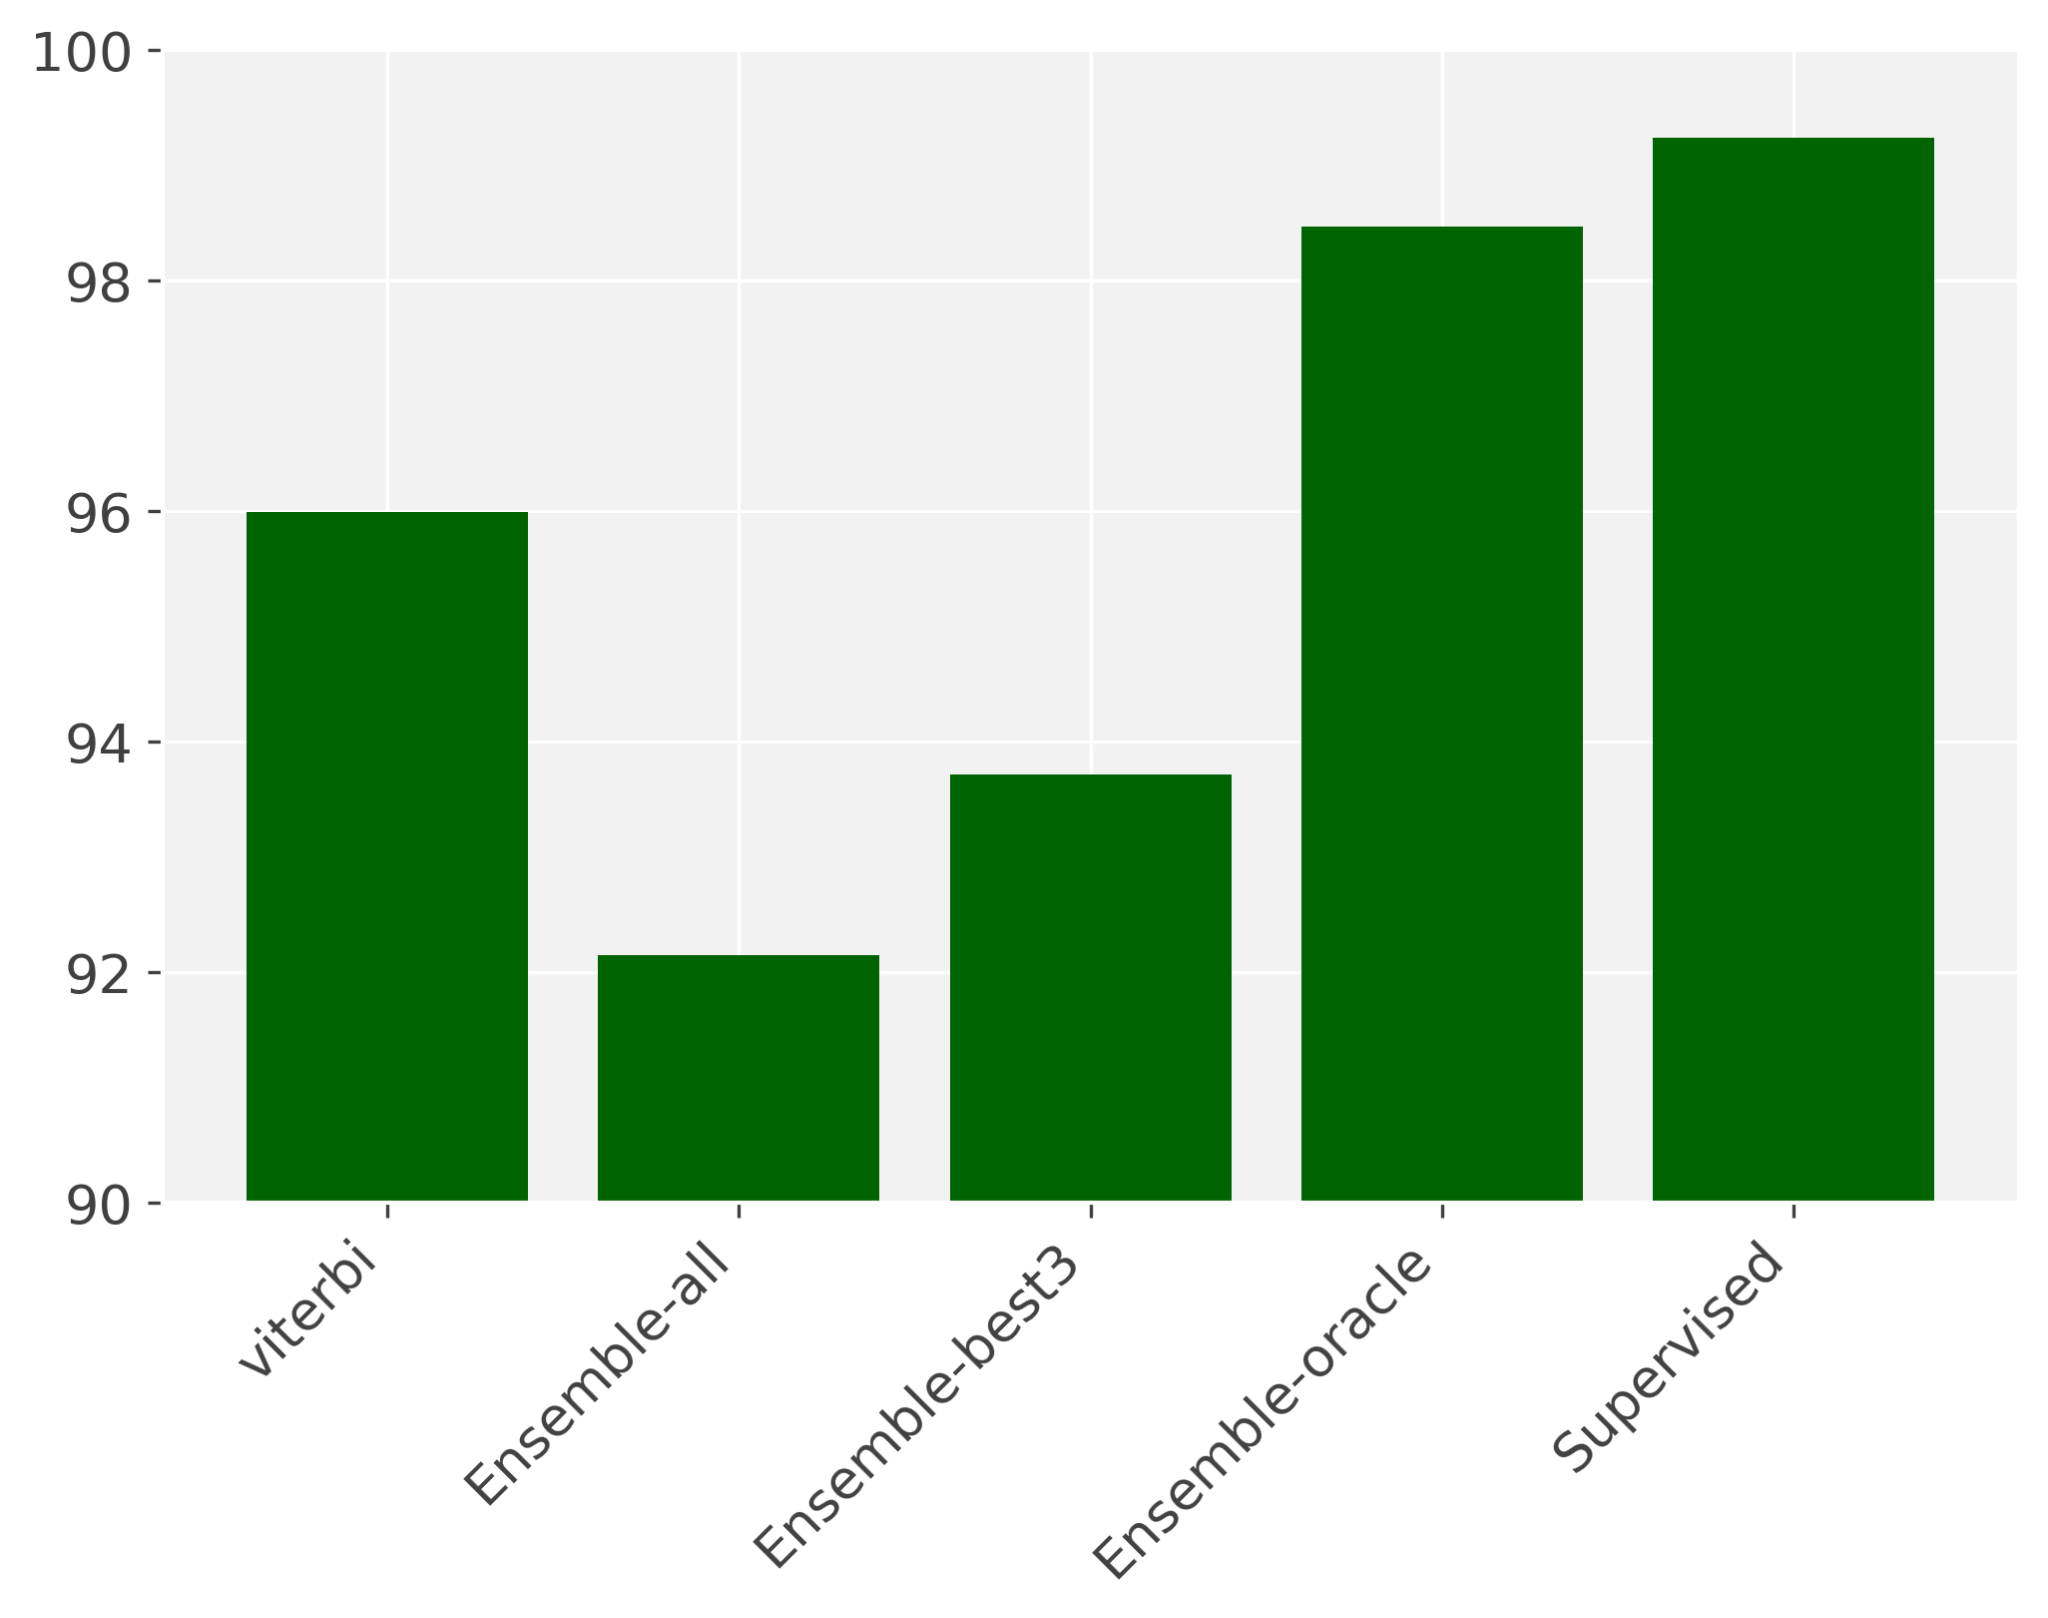 100
98
96
94
92
90
viterbi
Ensemble-all
Ensemble-best3
Ensemble-oracle
Supervised